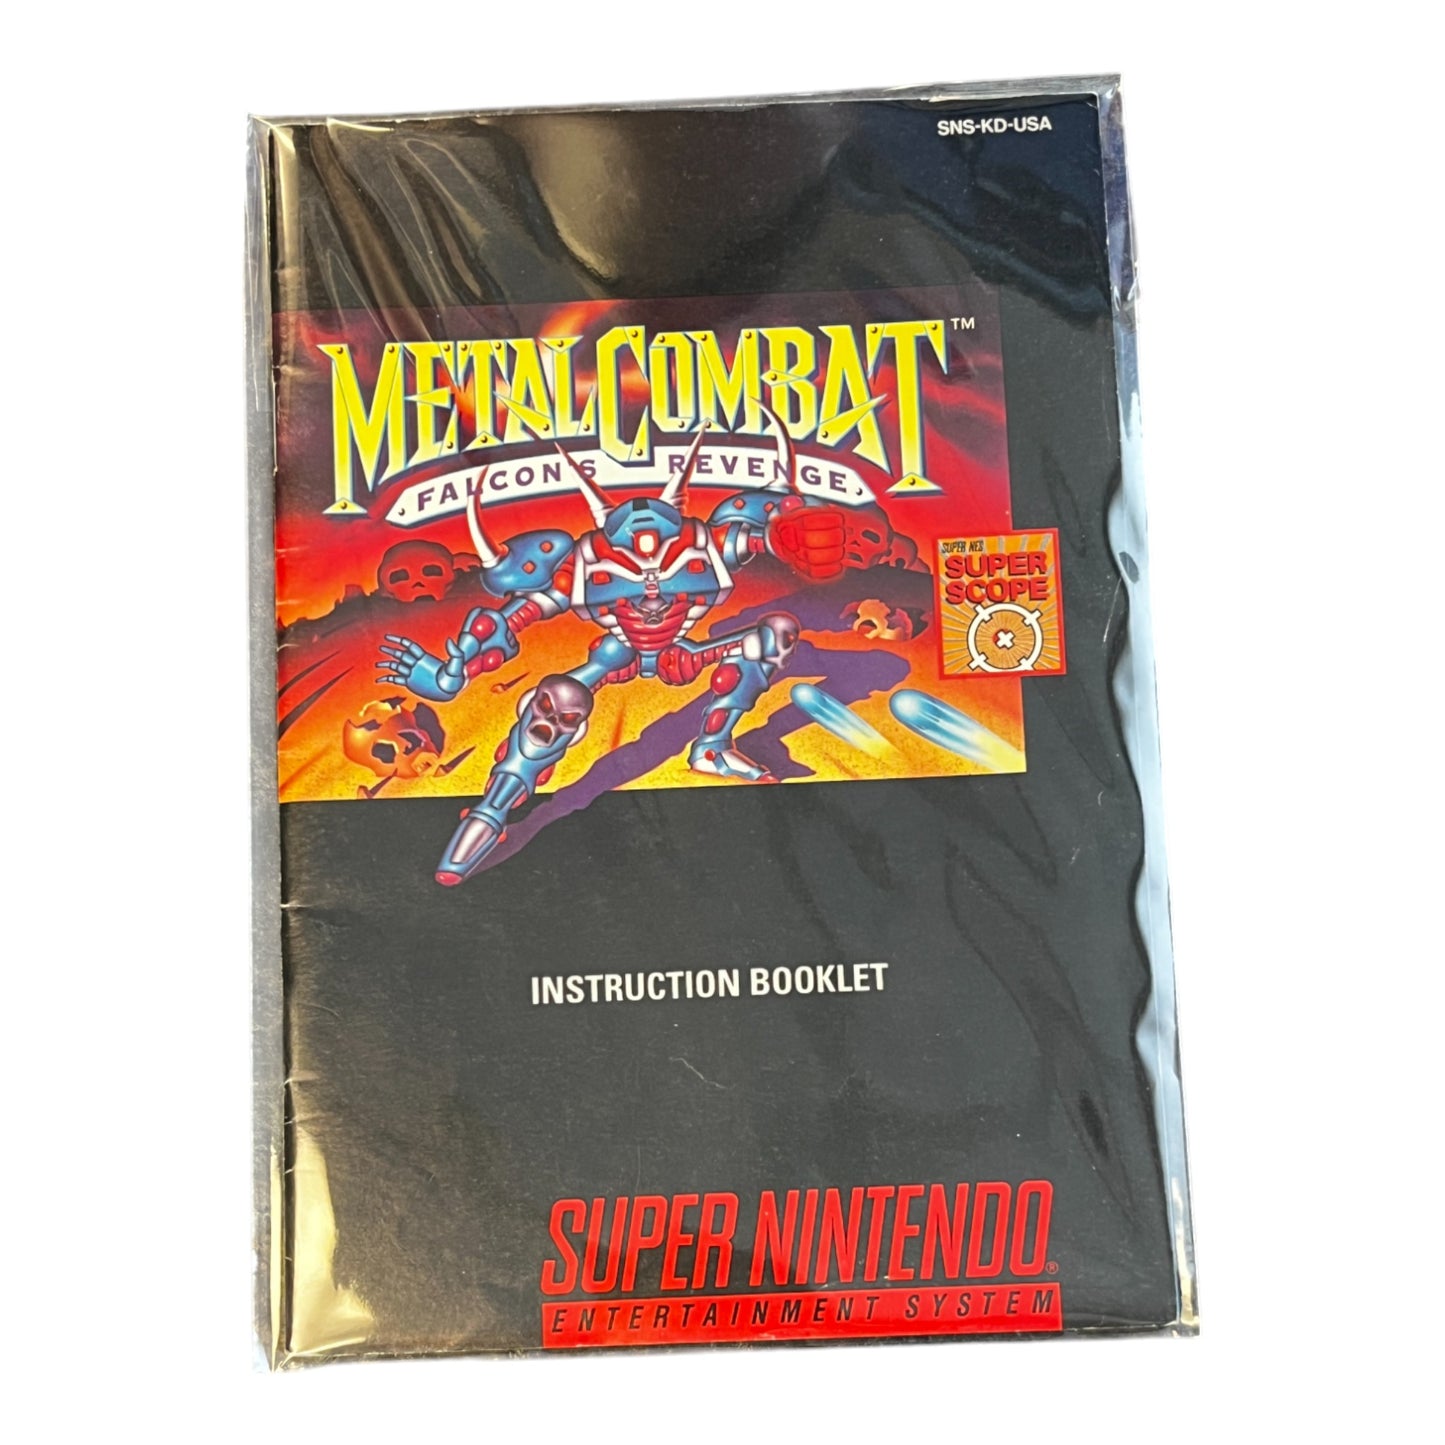 SNS-KD-USA
METAL COMBAT™
FALCON'S REVENGE
SUPER NES
SUPER
SCOPE
INSTRUCTION BOOKLET
SUPER NINTENDO®
ENTERTAINMENT SYSTEM